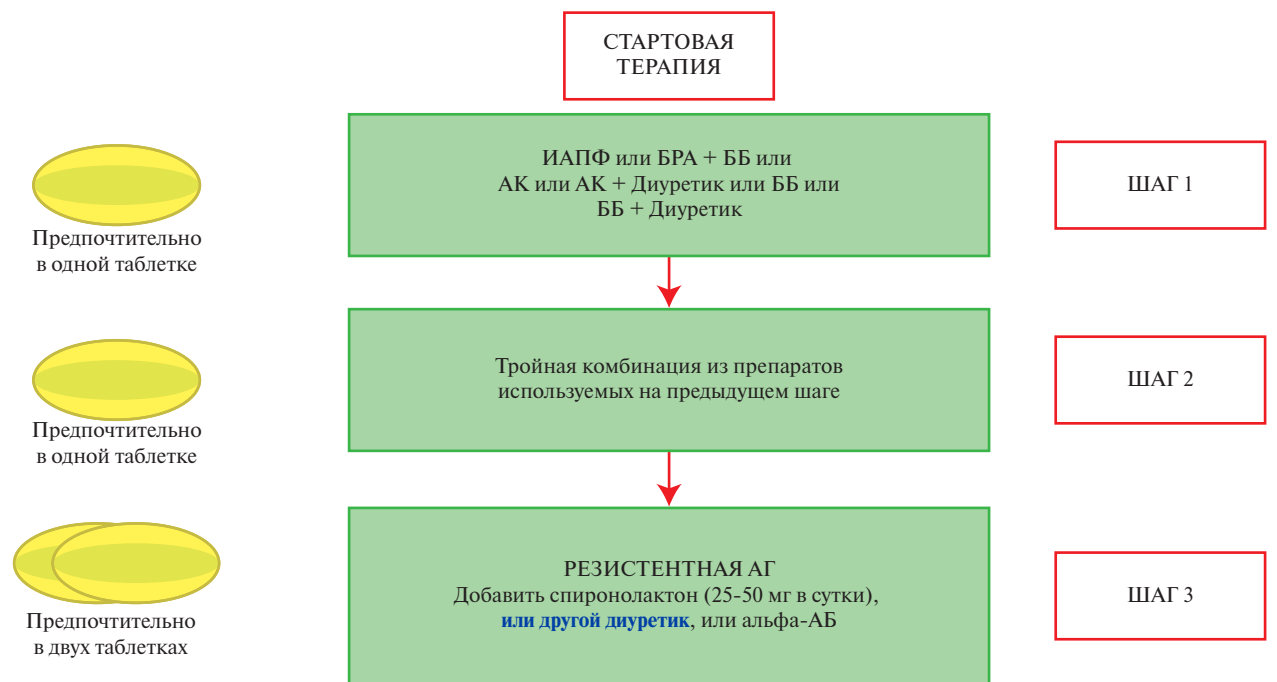 СТАРТОВАЯ
ТЕРАПИЯ
ИАПФ или БРА + ББ или
АК или АК + Диуретик или ББ или
ББ + Диуретик
ШАГ 1
Предпочтительно
в одной таблетке
Тройная комбинация из препаратов
используемых на предыдущем шаге
ШАГ 2
Предпочтительно
в одной таблетке
РЕЗИСТЕНТНАЯ АГ
Добавить спиронолактон (25-50 мг в сутки),
или другой диуретик, или альфа-АБ
ШАГ 3
Предпочтительно
в двух таблетках